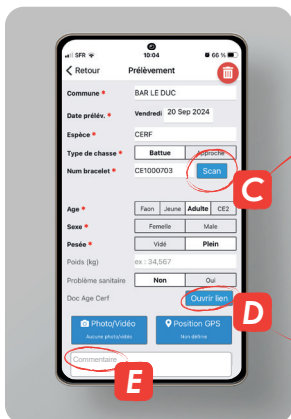 SFR 10:04 66 %
Retour Prélèvement
Commune * BAR LE DUC
Date prélév. * Vendredi 20 Sep 2024
Espèce * CERF
Type de chasse * Battue Approche
Num bracelet * CE1000703 Scan
C
Age * Faon Jeune Adulte CE2
Sexe * Femelle Male
Pesée * Vidé Plein
Poids (kg) ex : 34,567
Problème sanitaire Non Oui
Doc Age Cerf Ouvrir lien
D
Photo/Vidéo Position GPS
Aucune photo/vidéo Non définie
Commentaire
E